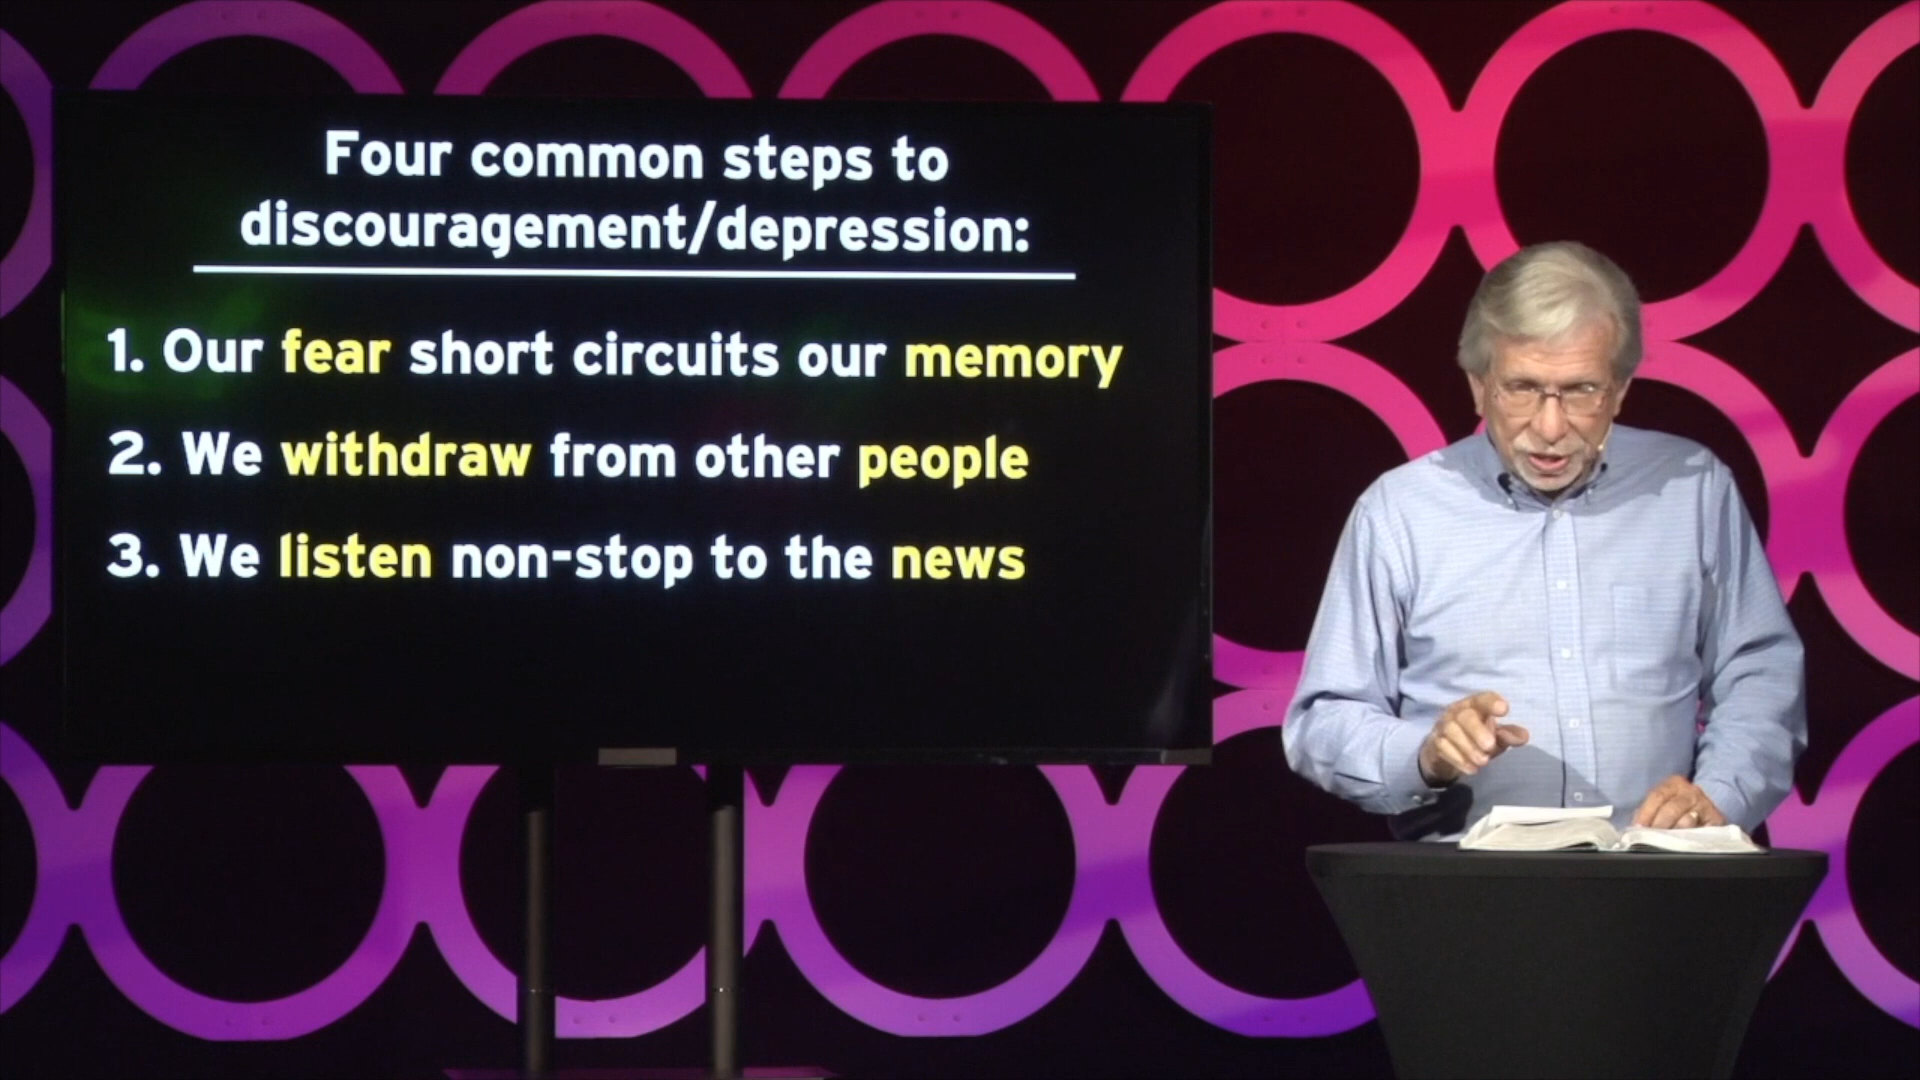 Four common steps to
discouragement/depression:
1. Our fear short circuits our memory
2. We withdraw from other people
3. We listen non-stop to the news